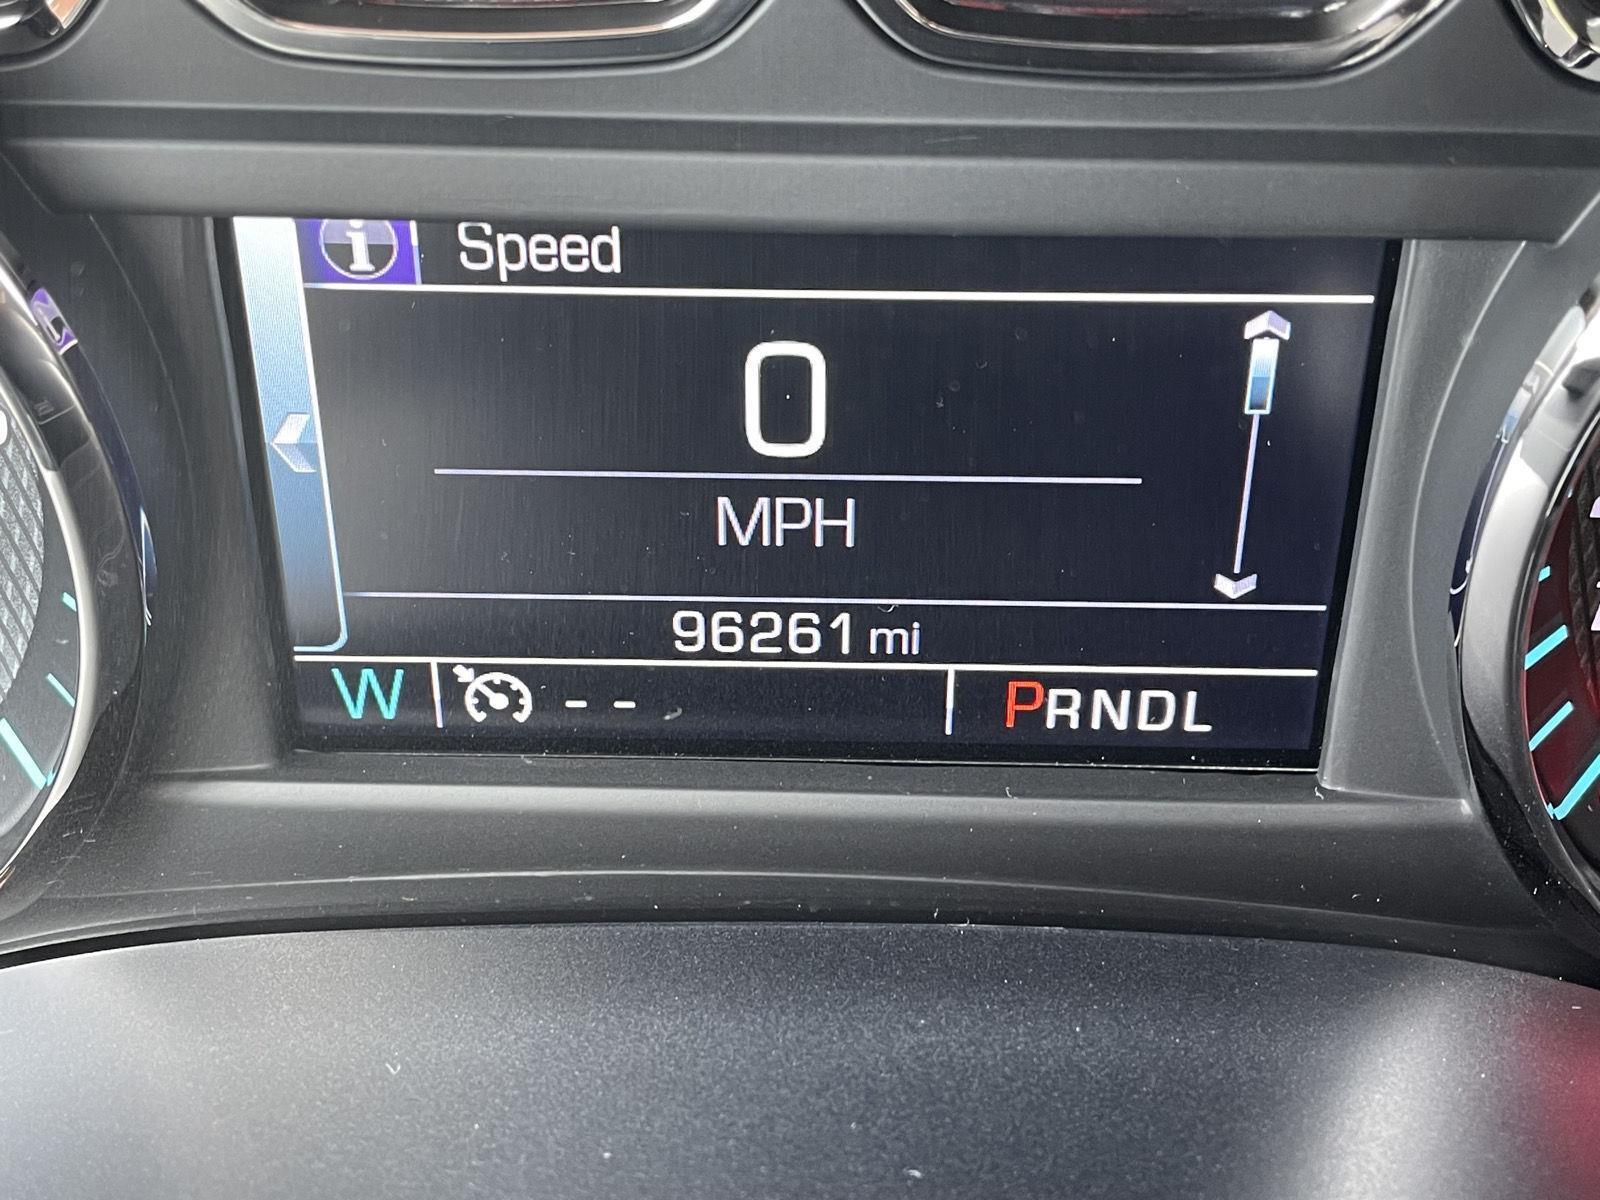 i Speed
0
MPH
96261 mi
W -- PRNDL